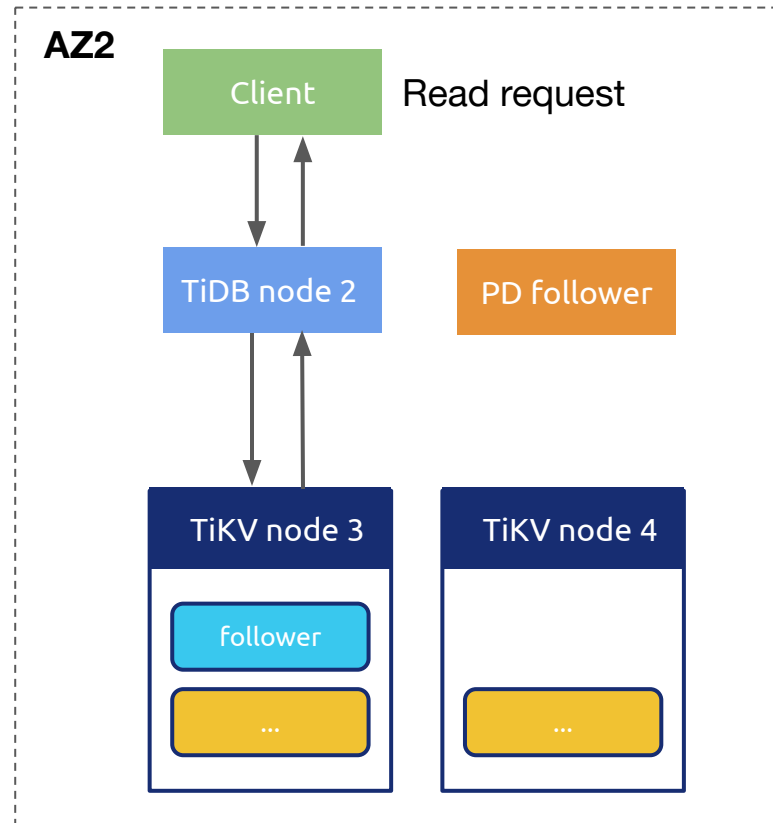 AZ2
Client
Read request
TiDB node 2
PD follower
TiKV node 3
TiKV node 4
follower
...
...